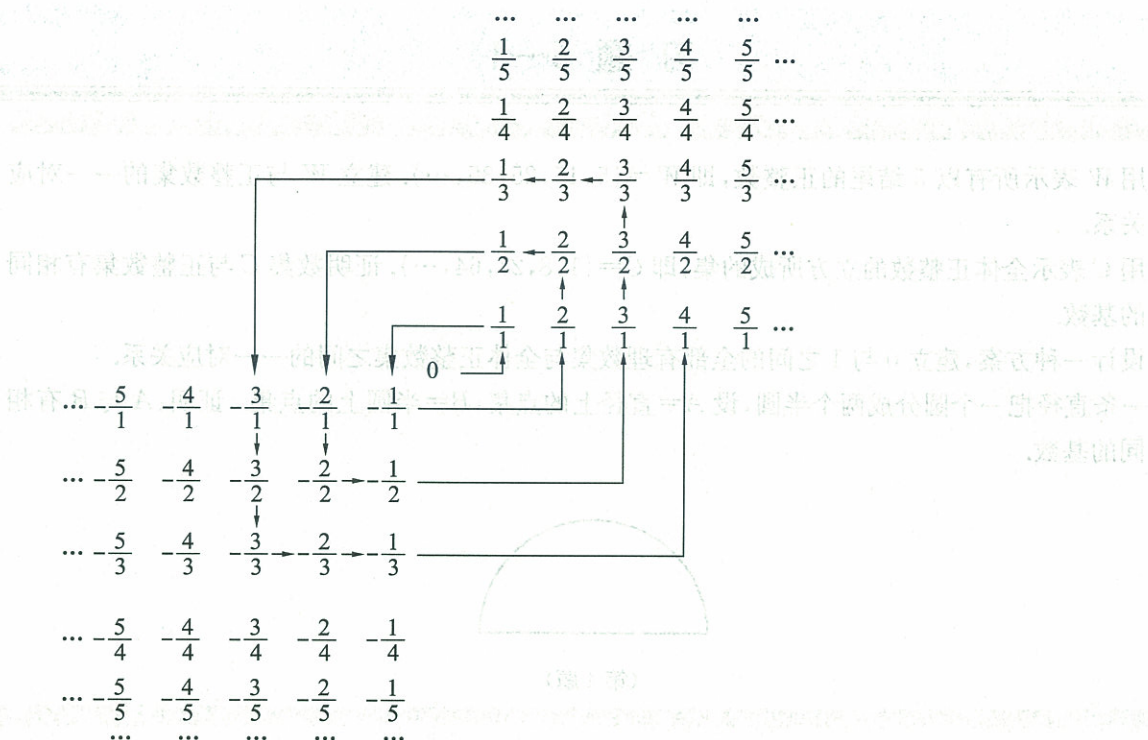 ... ... ... ... ...
1/5 2/5 3/5 4/5 5/5 ...
1/4 2/4 3/4 4/4 5/4 ...
1/3 2/3 3/3 4/3 5/3 ...
1/2 2/2 3/2 4/2 5/2 ...
1/1 2/1 3/1 4/1 5/1 ...
0
... -5/1 -4/1 -3/1 -2/1 -1/1
... -5/2 -4/2 -3/2 -2/2 -1/2
... -5/3 -4/3 -3/3 -2/3 -1/3
... -5/4 -4/4 -3/4 -2/4 -1/4
... -5/5 -4/5 -3/5 -2/5 -1/5
... ... ... ... ...